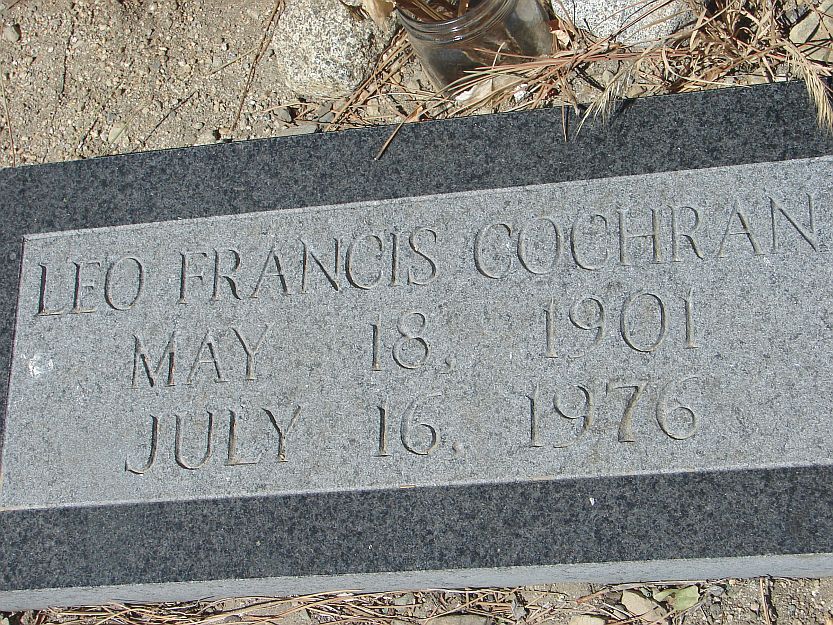 LEO FRANCIS COCHRAN
MAY 18, 1901
JULY 16, 1976